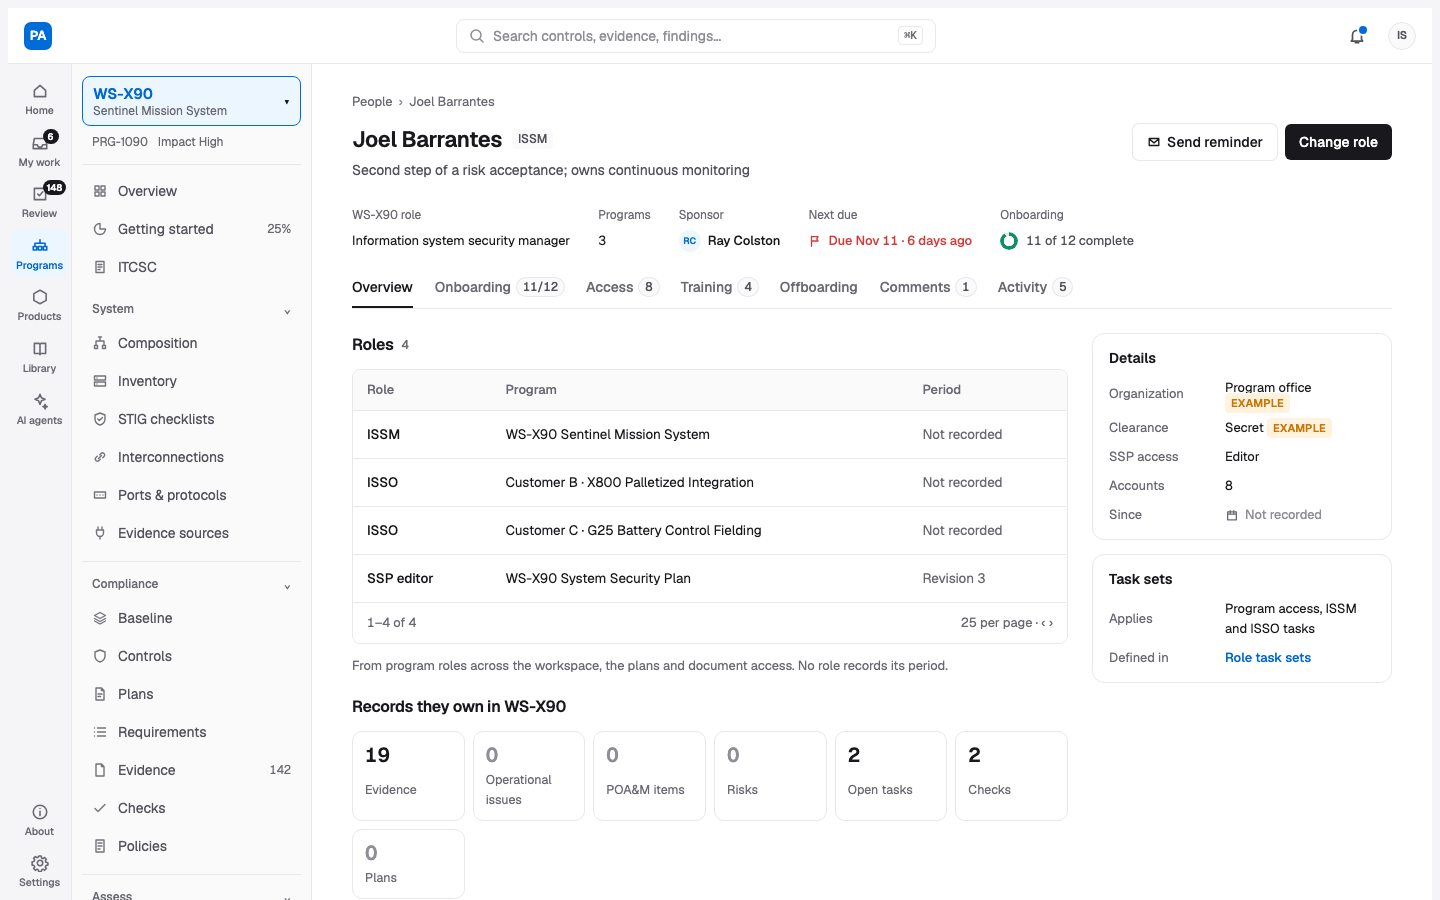 PA
Search controls, evidence, findings...
⌘K
IS
Home
6
My work
148
Review
Programs
Products
Library
AI agents
About
Settings
WS-X90
Sentinel Mission System
PRG-1090 Impact High
Overview
Getting started 25%
ITCSC
System
Composition
Inventory
STIG checklists
Interconnections
Ports & protocols
Evidence sources
Compliance
Baseline
Controls
Plans
Requirements
Evidence 142
Checks
Policies
Assess
People › Joel Barrantes
Joel Barrantes ISSM
Second step of a risk acceptance; owns continuous monitoring
Send reminder
Change role
WS-X90 role
Information system security manager
Programs
3
Sponsor
RC Ray Colston
Next due
Due Nov 11 · 6 days ago
Onboarding
11 of 12 complete
Overview Onboarding 11/12 Access 8 Training 4 Offboarding Comments 1 Activity 5
Roles 4
Role Program Period
ISSM WS-X90 Sentinel Mission System Not recorded
ISSO Customer B · X800 Palletized Integration Not recorded
ISSO Customer C · G25 Battery Control Fielding Not recorded
SSP editor WS-X90 System Security Plan Revision 3
1–4 of 4 25 per page · ‹ ›
From program roles across the workspace, the plans and document access. No role records its period.
Records they own in WS-X90
19
Evidence
0
Operational
issues
0
POA&M items
0
Risks
2
Open tasks
2
Checks
0
Plans
Details
Organization Program office
EXAMPLE
Clearance Secret EXAMPLE
SSP access Editor
Accounts 8
Since Not recorded
Task sets
Applies Program access, ISSM
and ISSO tasks
Defined in Role task sets